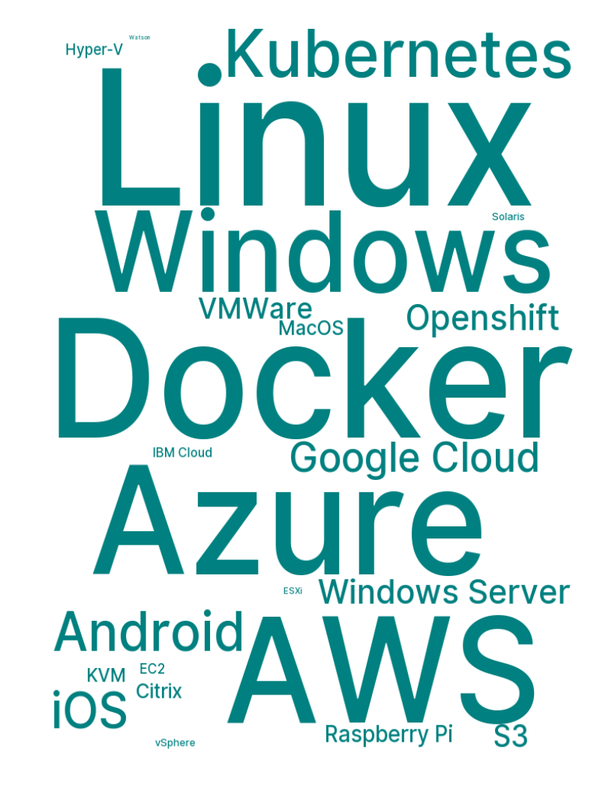 Watson
Hyper-V
Kubernetes
Linux
Solaris
Windows
VMWare
Openshift
MacOS
Docker
IBM Cloud
Google Cloud
Azure
ESXi
Windows Server
Android
AWS
KVM
EC2
Citrix
iOS
Raspberry Pi
S3
vSphere